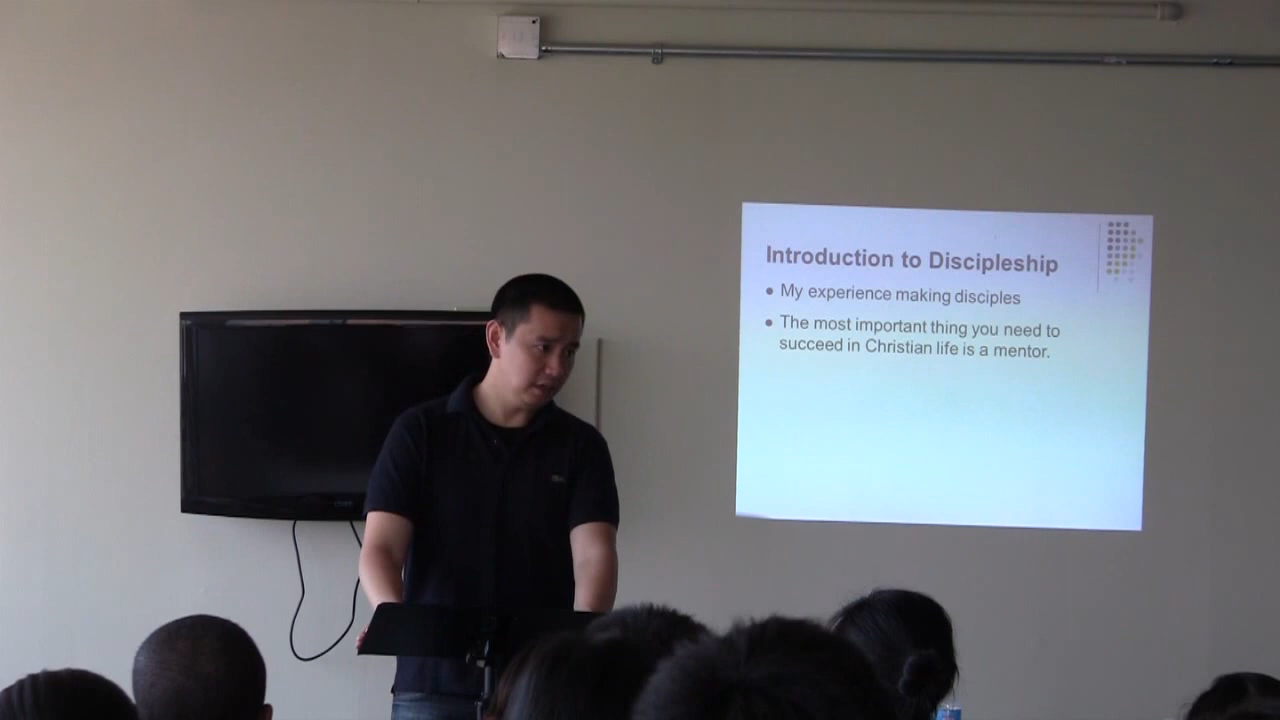 Introduction to Discipleship
● My experience making disciples
● The most important thing you need to
succeed in Christian life is a mentor.